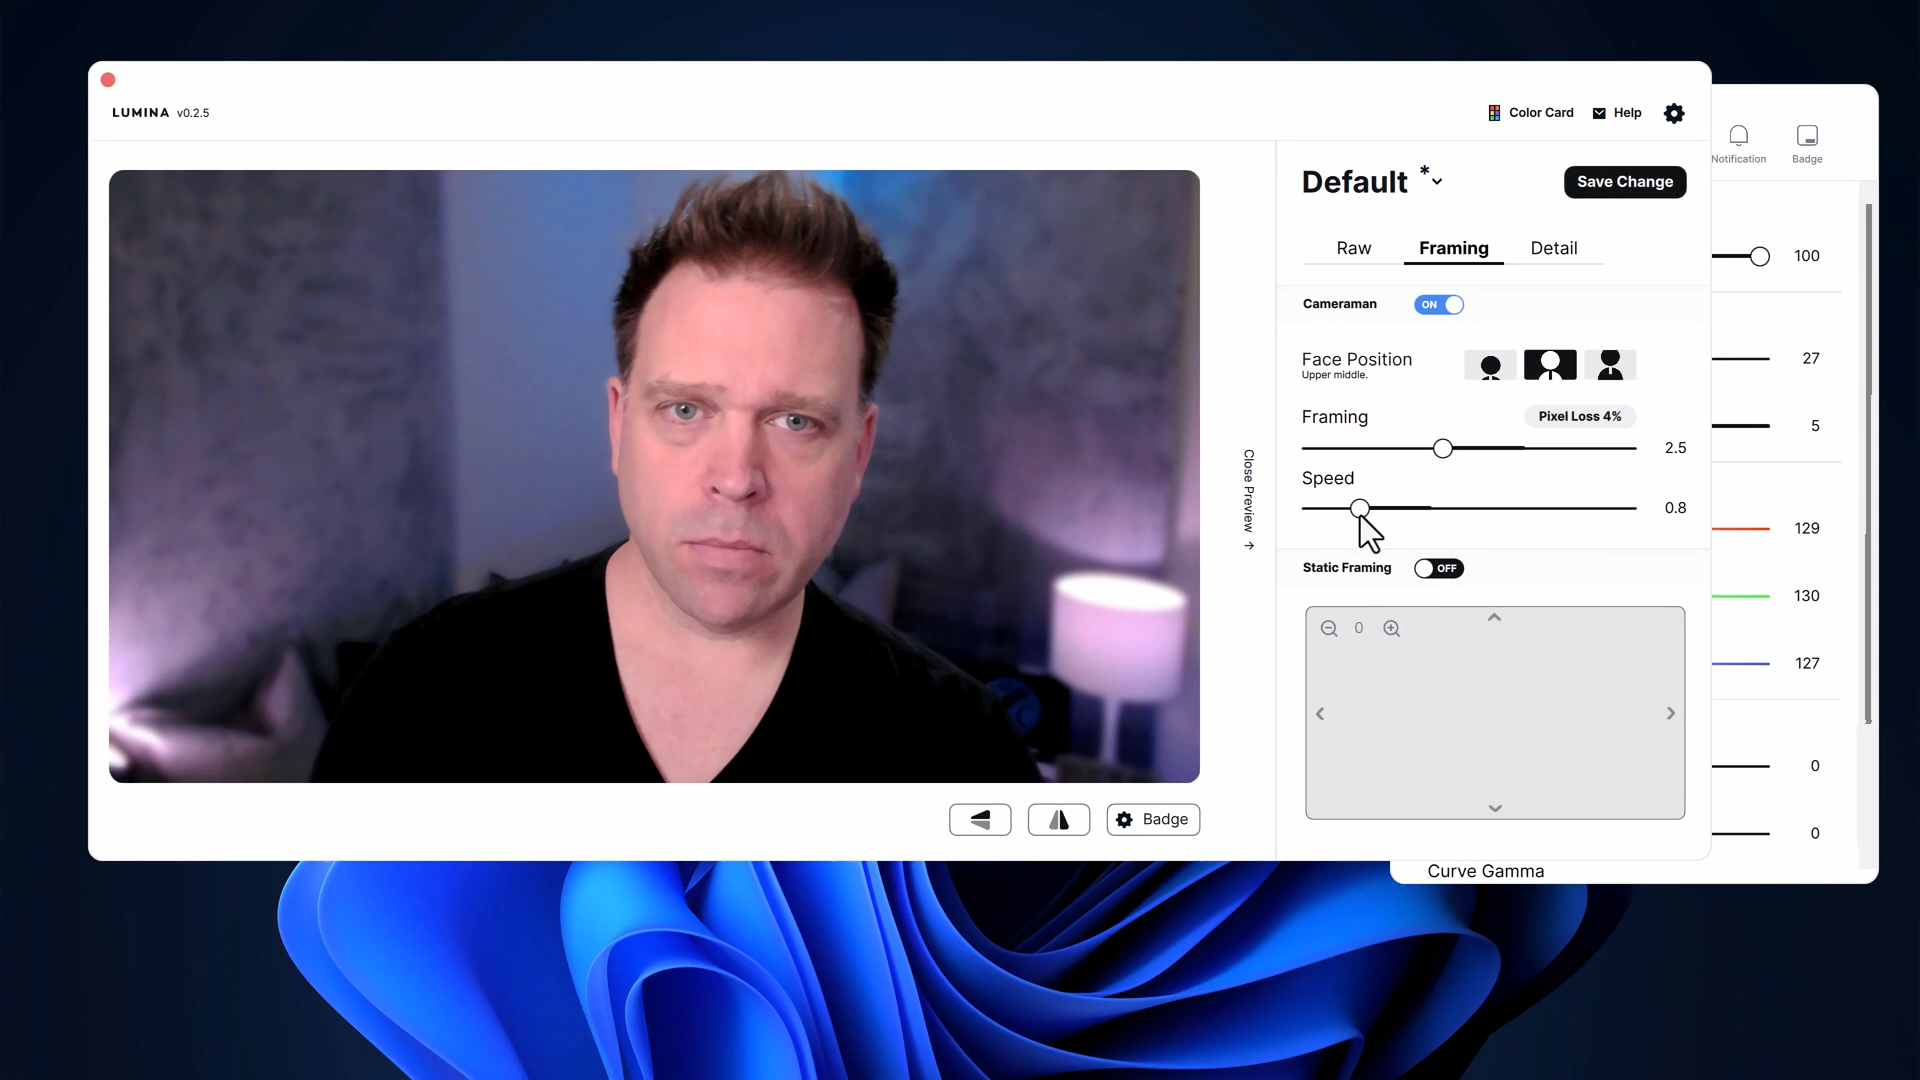 LUMINA v0.2.5
Color Card
Help
Notification
Badge
Default *
Save Change
Raw
Framing
Detail
100
Cameraman
ON
Face Position
Upper middle.
27
Framing
Pixel Loss 4%
5
2.5
Speed
0.8
Close Preview →
129
Static Framing
OFF
130
0
127
0
Badge
0
Curve Gamma